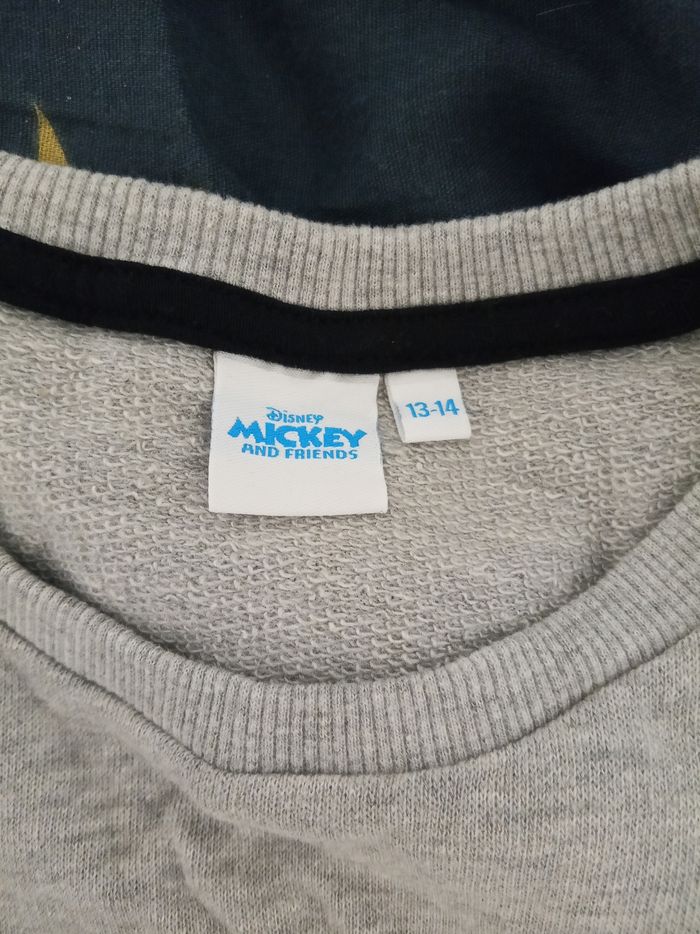 Disney
MICKEY
AND FRIENDS
13-14